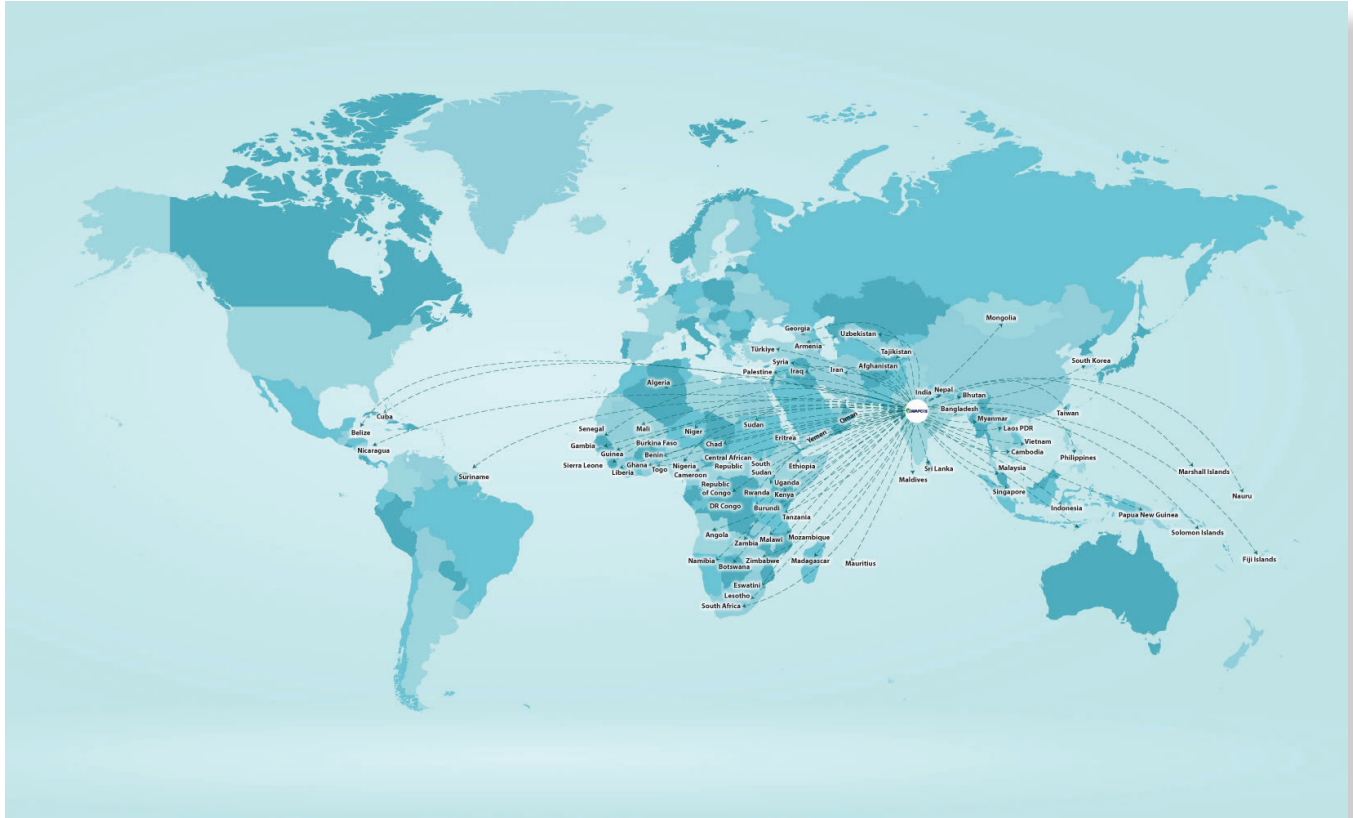 Mongolia
Georgia
Uzbekistan
Armenia
Türkiye
Tajikistan
South Korea
Syria
Palestine
Iraq
Iran
Afghanistan
Algeria
India
Nepal
Bhutan
WAPCOS
Bangladesh
Taiwan
Cuba
Myanmar
Belize
Senegal
Mali
Niger
Sudan
Oman
Laos PDR
Eritrea
Yemen
Gambia
Burkina Faso
Chad
Vietnam
Nicaragua
Guinea
Benin
Cambodia
Philippines
Central African
Republic
Sierra Leone
Ghana
Togo
Nigeria
South
Sudan
Ethiopia
Malaysia
Sri Lanka
Marshall Islands
Liberia
Cameroon
Suriname
Maldives
Republic
of Congo
Uganda
Rwanda
Kenya
Singapore
Nauru
DR Congo
Burundi
Indonesia
Tanzania
Papua New Guinea
Angola
Zambia
Malawi
Mozambique
Solomon Islands
Namibia
Botswana
Zimbabwe
Madagascar
Mauritius
Fiji Islands
Eswatini
Lesotho
South Africa